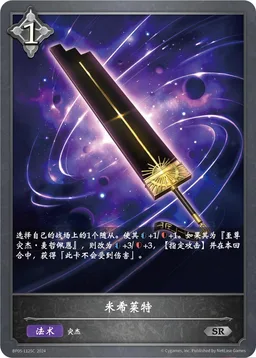 1
选择自己的战场上的1个随从。使其+1/+1。如果其为『至尊
炎杰·曼哲佩恩』，则改为+3/+3，【指定攻击】并在本回
合中，获得「此卡不会受到伤害」。
米希莱特
法术 炎杰
SR